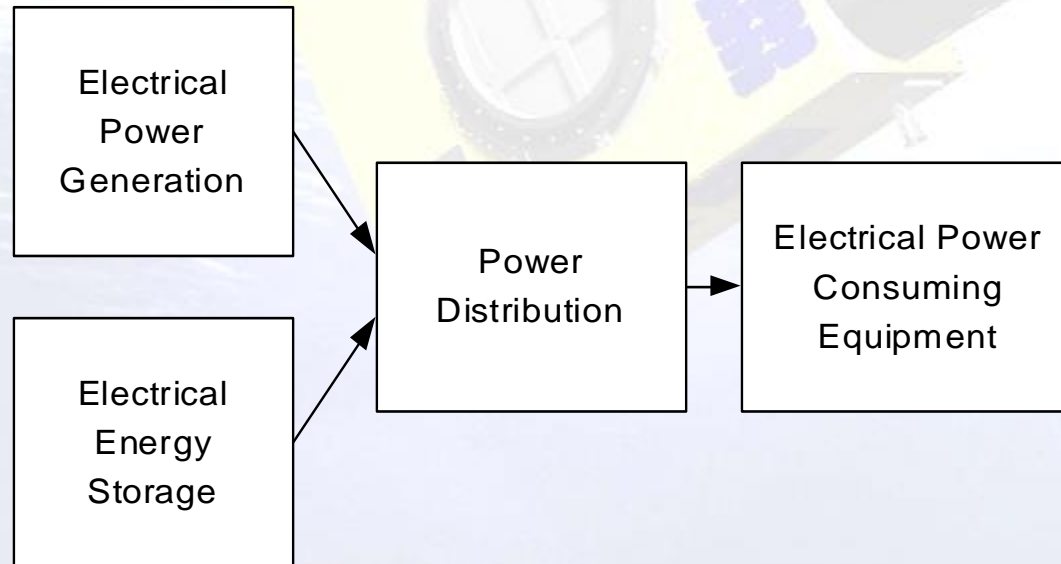 Electrical
Power
Generation
Electrical
Energy
Storage
Power
Distribution
Electrical Power
Consuming
Equipment